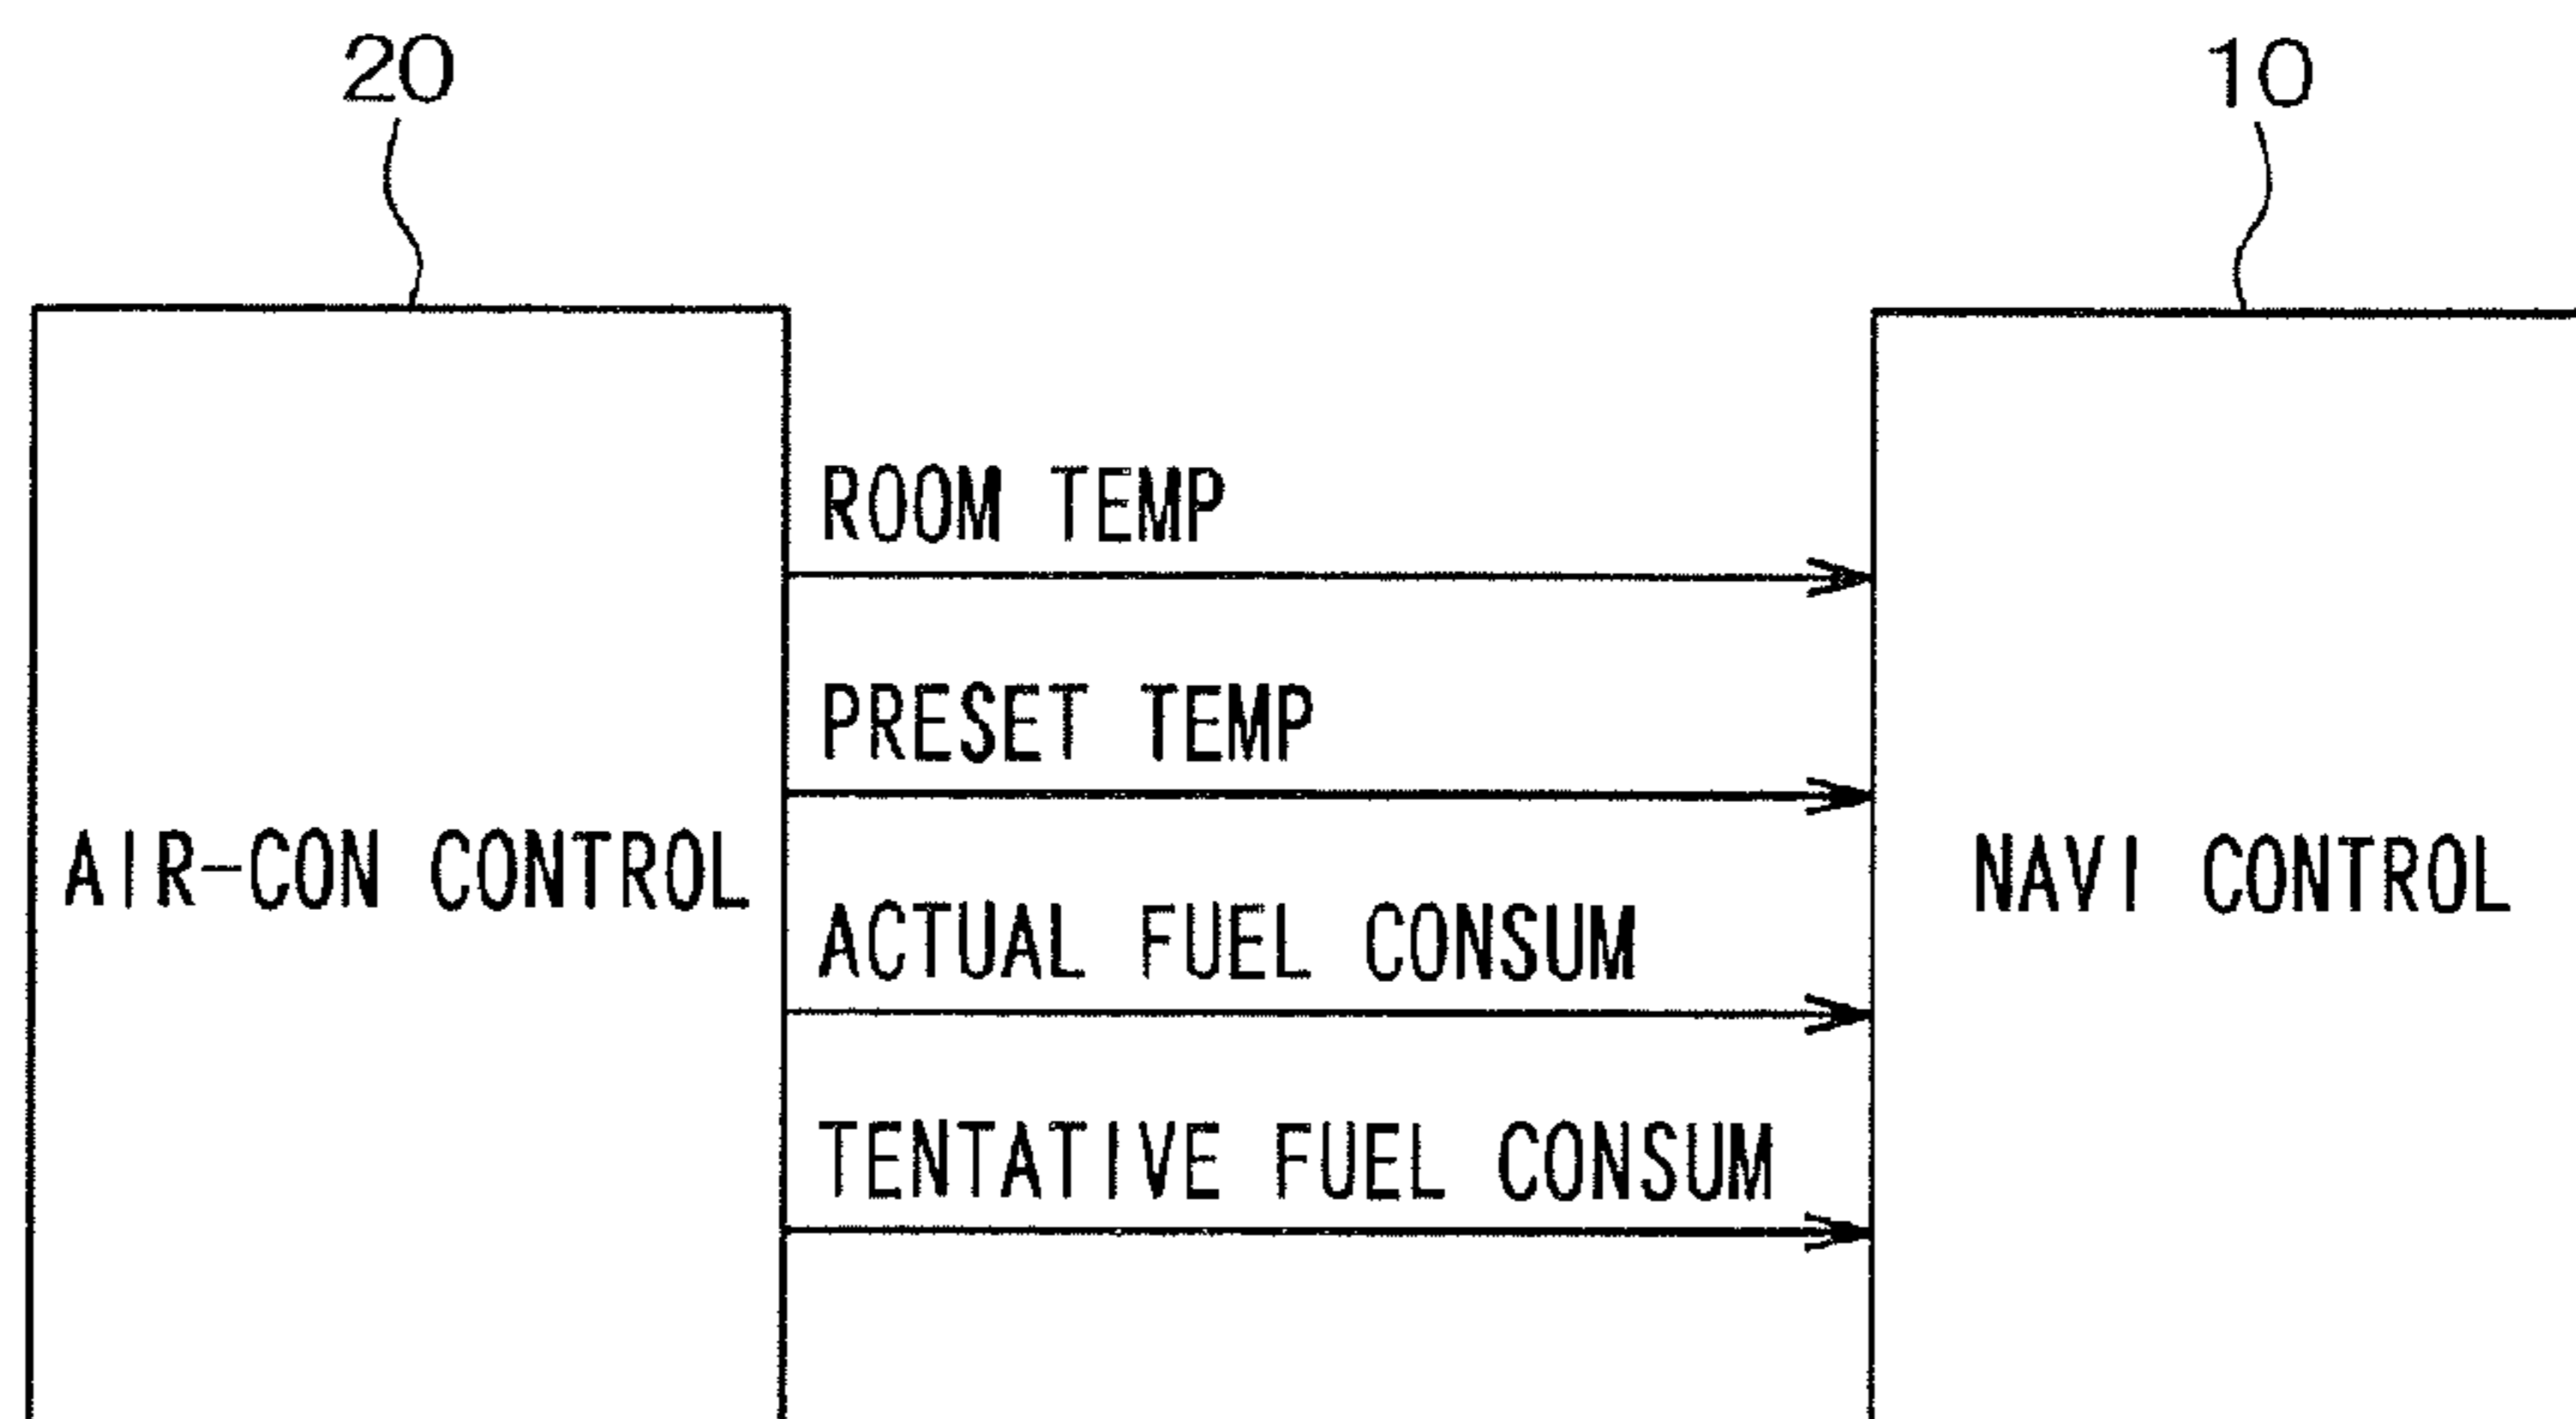 20
10
ROOM TEMP
PRESET TEMP
AIR-CON CONTROL
NAVI CONTROL
ACTUAL FUEL CONSUM
TENTATIVE FUEL CONSUM